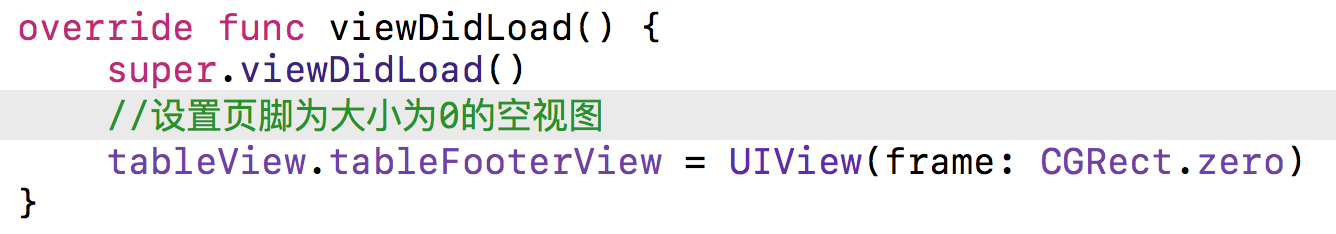 override func viewDidLoad() {
    super.viewDidLoad()
    //设置页脚为大小为0的空视图
    tableView.tableFooterView = UIView(frame: CGRect.zero)
}